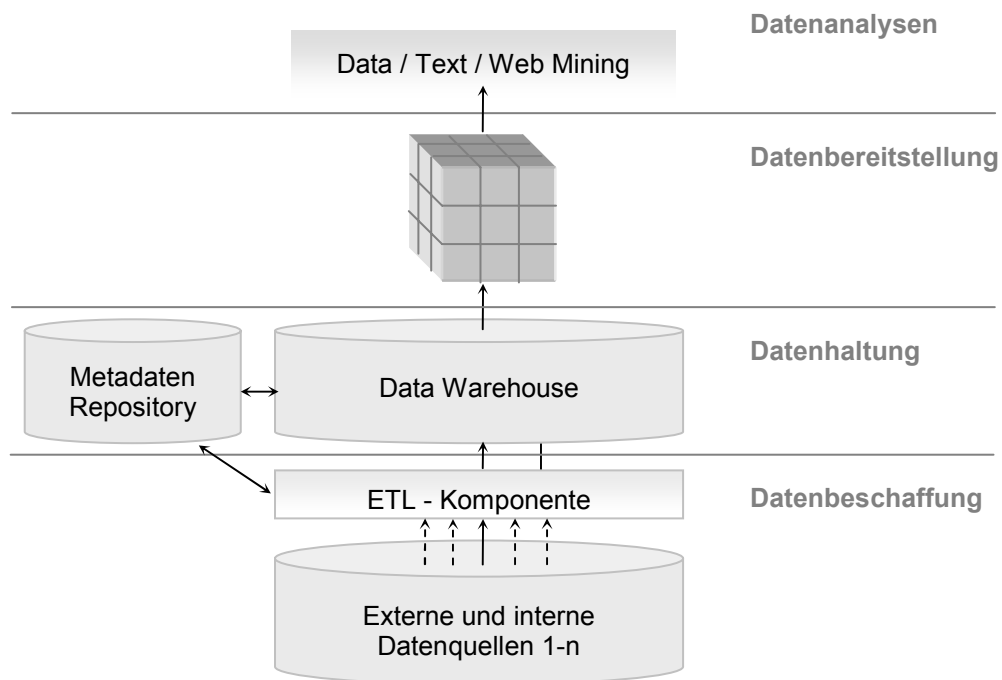 Datenanalysen
Data / Text / Web Mining
Datenbereitstellung
Datenhaltung
Metadaten
Repository
Data Warehouse
ETL - Komponente
Datenbeschaffung
Externe und interne
Datenquellen 1-n